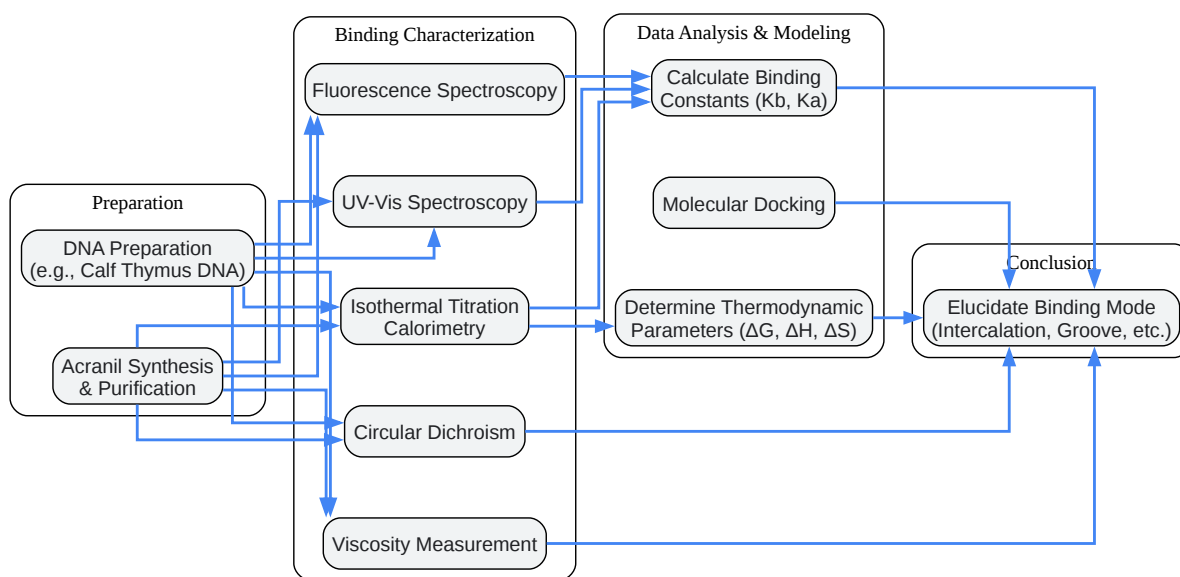 Preparation
DNA Preparation
(e.g., Calf Thymus DNA)
Acranil Synthesis
& Purification
Binding Characterization
Fluorescence Spectroscopy
UV-Vis Spectroscopy
Isothermal Titration
Calorimetry
Circular Dichroism
Viscosity Measurement
Data Analysis & Modeling
Calculate Binding
Constants (Kb, Ka)
Molecular Docking
Determine Thermodynamic
Parameters (ΔG, ΔH, ΔS)
Conclusion
Elucidate Binding Mode
(Intercalation, Groove, etc.)